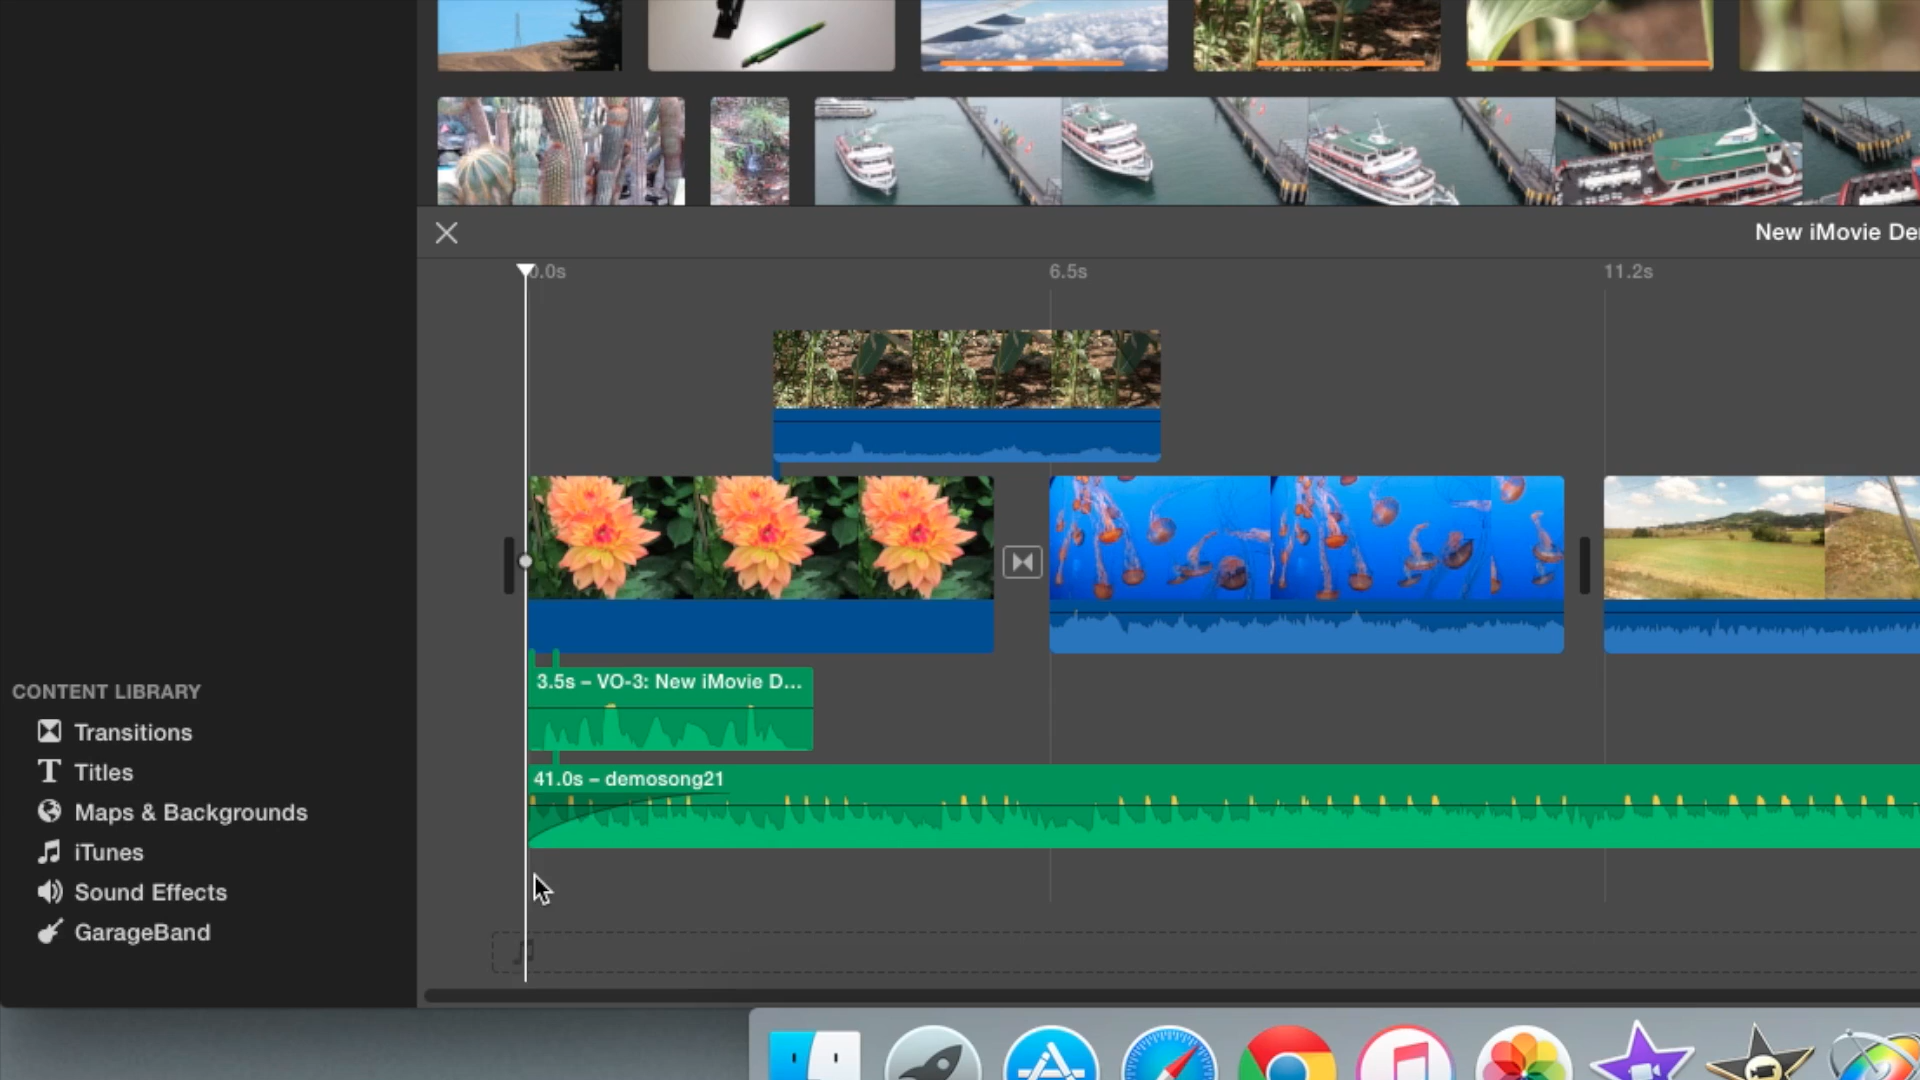 New iMovie De
0.0s
6.5s
11.2s
3.5s – VO-3: New iMovie D...
41.0s – demosong21
CONTENT LIBRARY
Transitions
Titles
Maps & Backgrounds
iTunes
Sound Effects
GarageBand